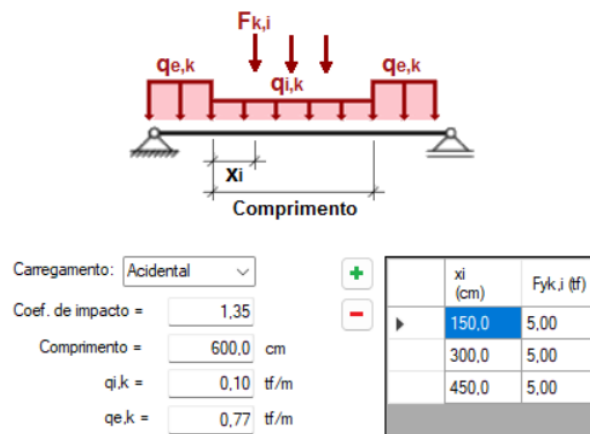 Fk,i
qe,k
qi,k
qe,k
xi
Comprimento
Carregamento: Acidental
Coef. de impacto = 1,35
Comprimento = 600,0 cm
qi,k = 0,10 tf/m
qe,k = 0,77 tf/m
xi (cm) Fyk,i (tf)
150,0 5,00
300,0 5,00
450,0 5,00